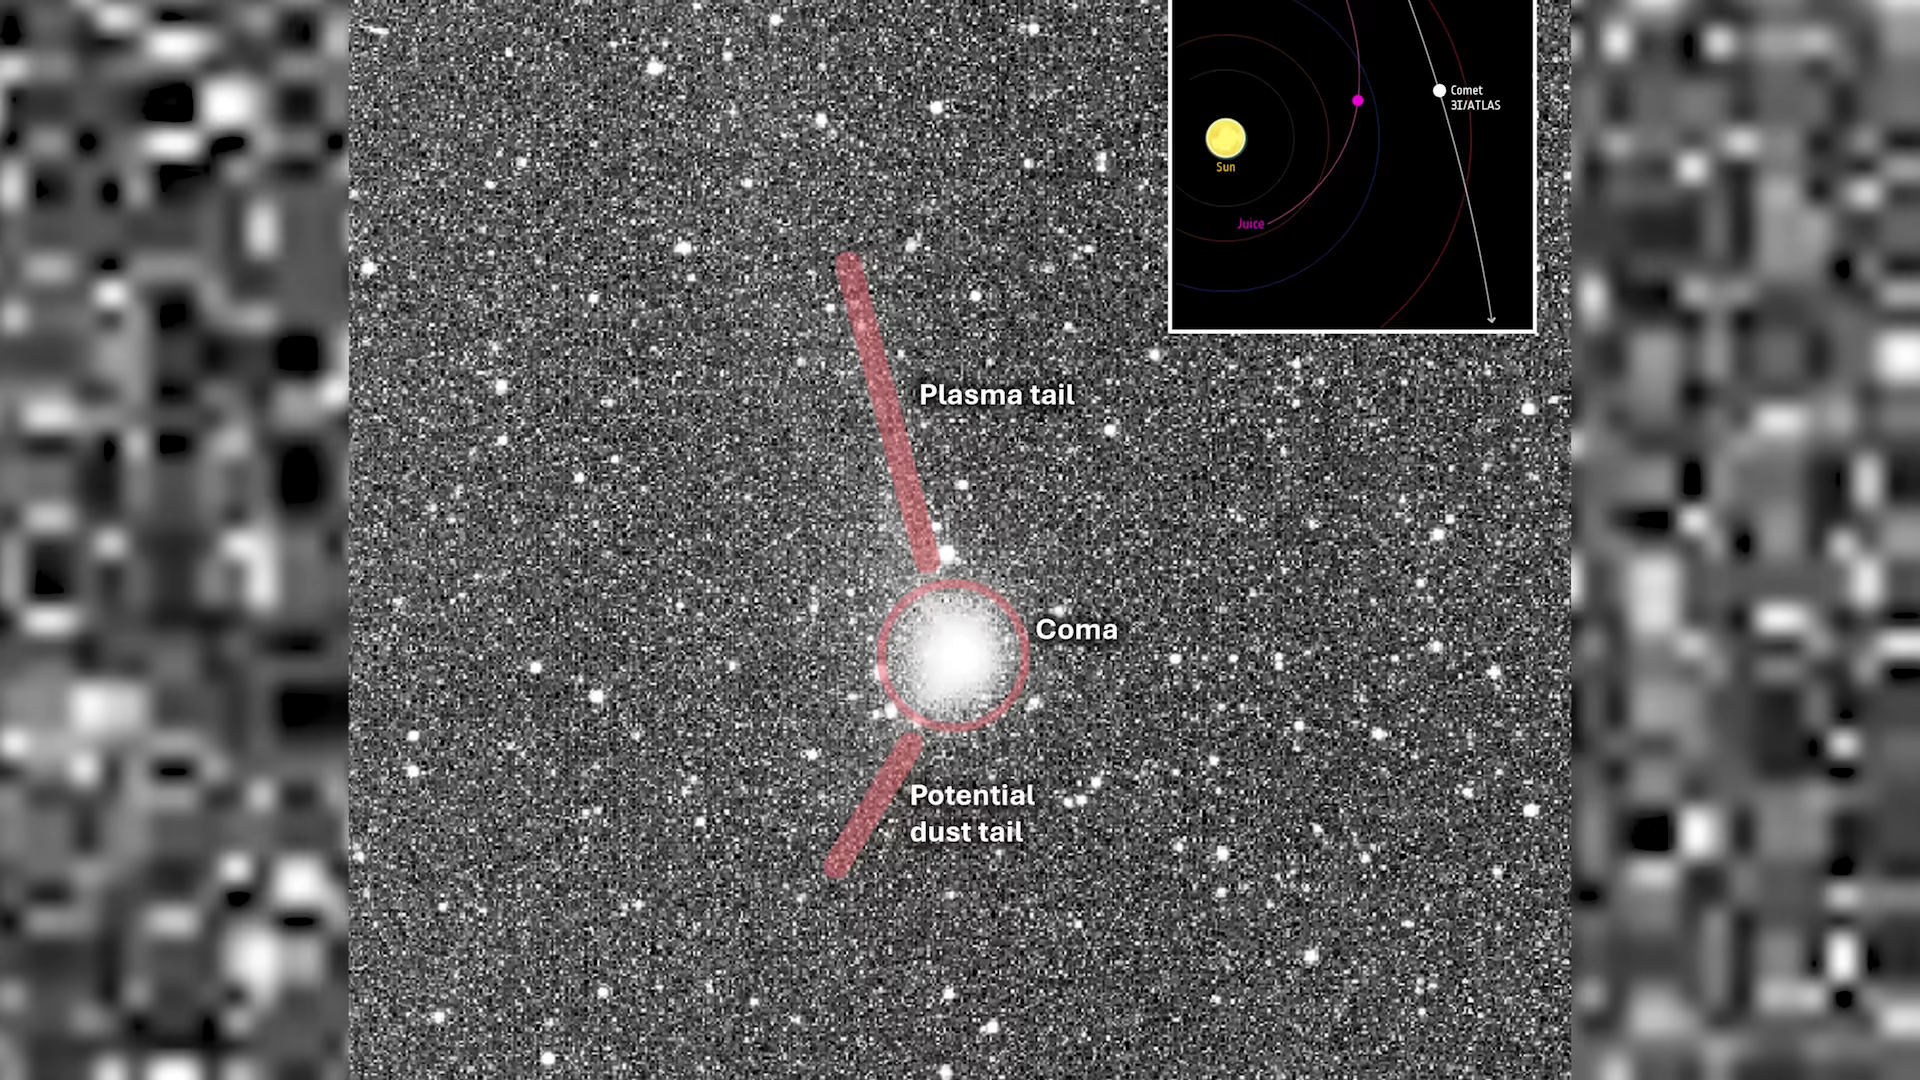 Comet
3I/ATLAS
Sun
Juice
Plasma tail
Coma
Potential
dust tail